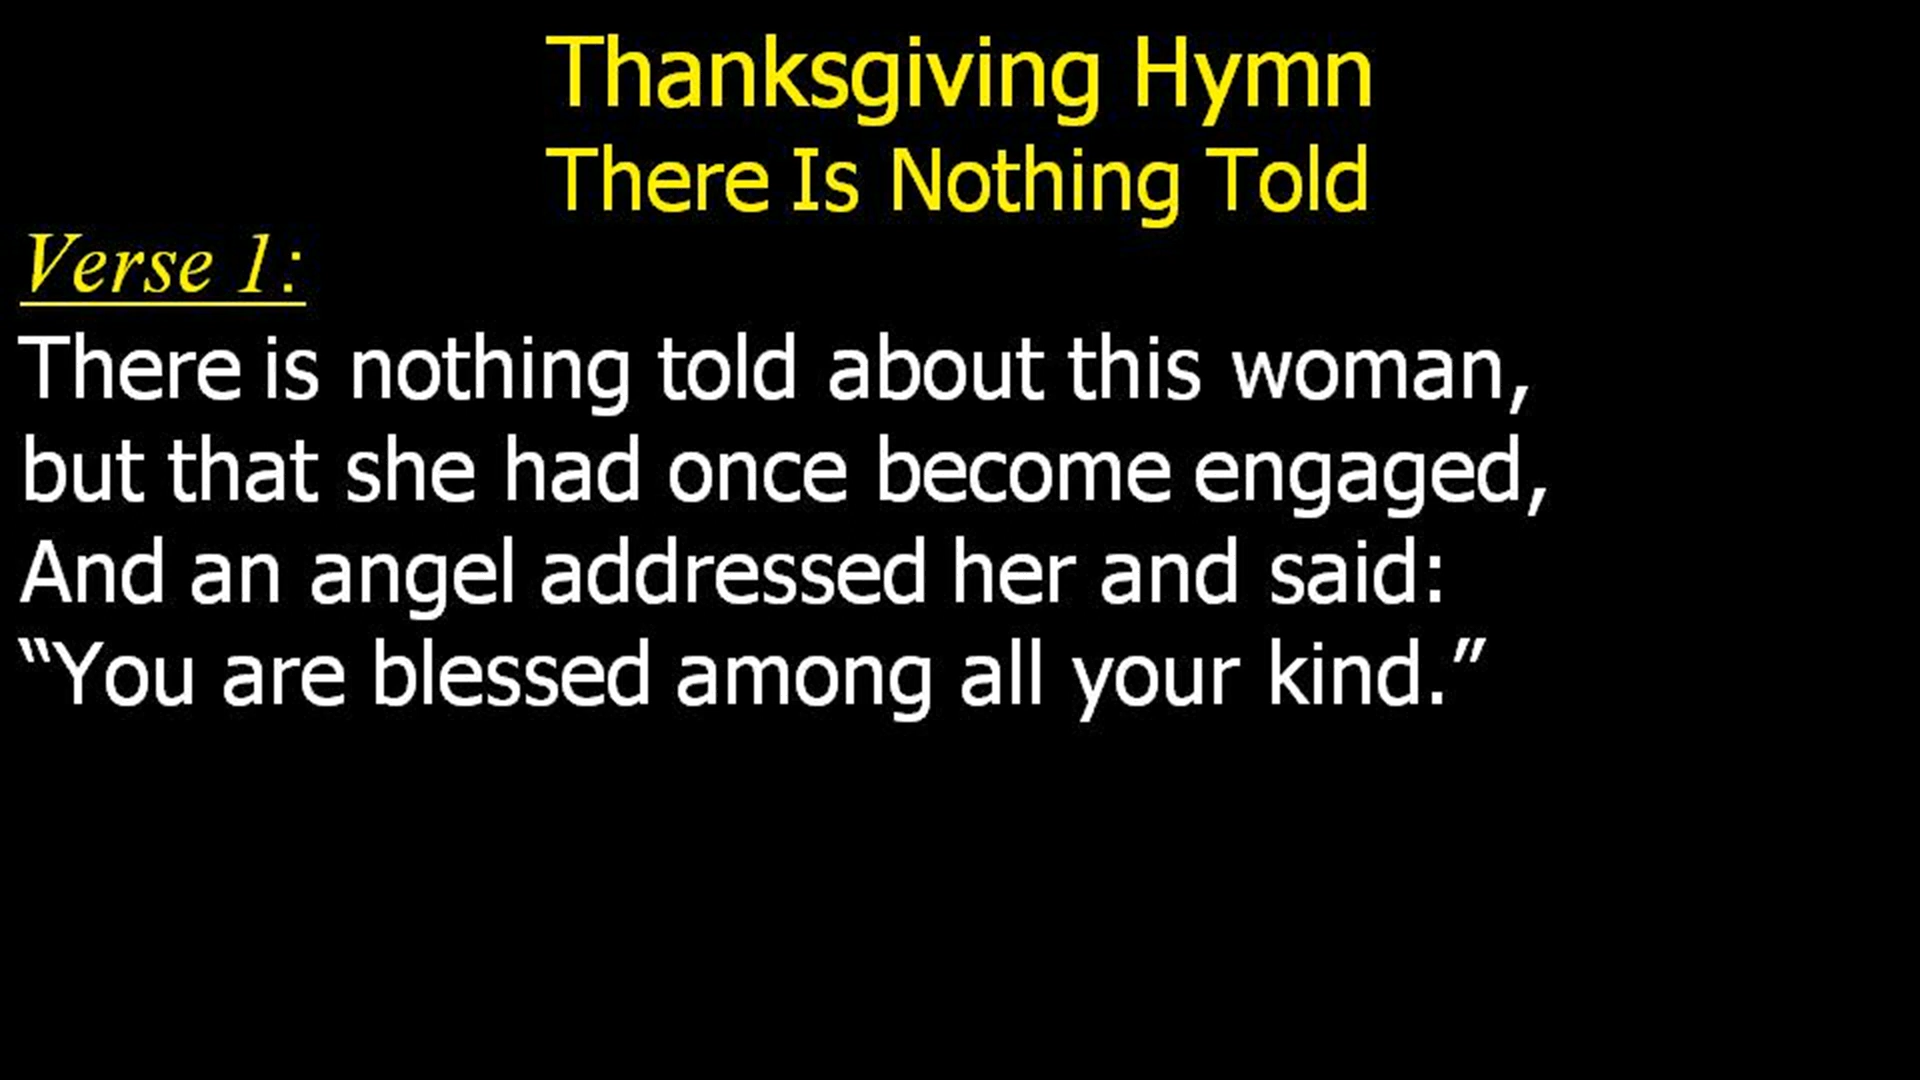 Thanksgiving Hymn
There Is Nothing Told
Verse 1:
There is nothing told about this woman,
but that she had once become engaged,
And an angel addressed her and said:
“You are blessed among all your kind.”